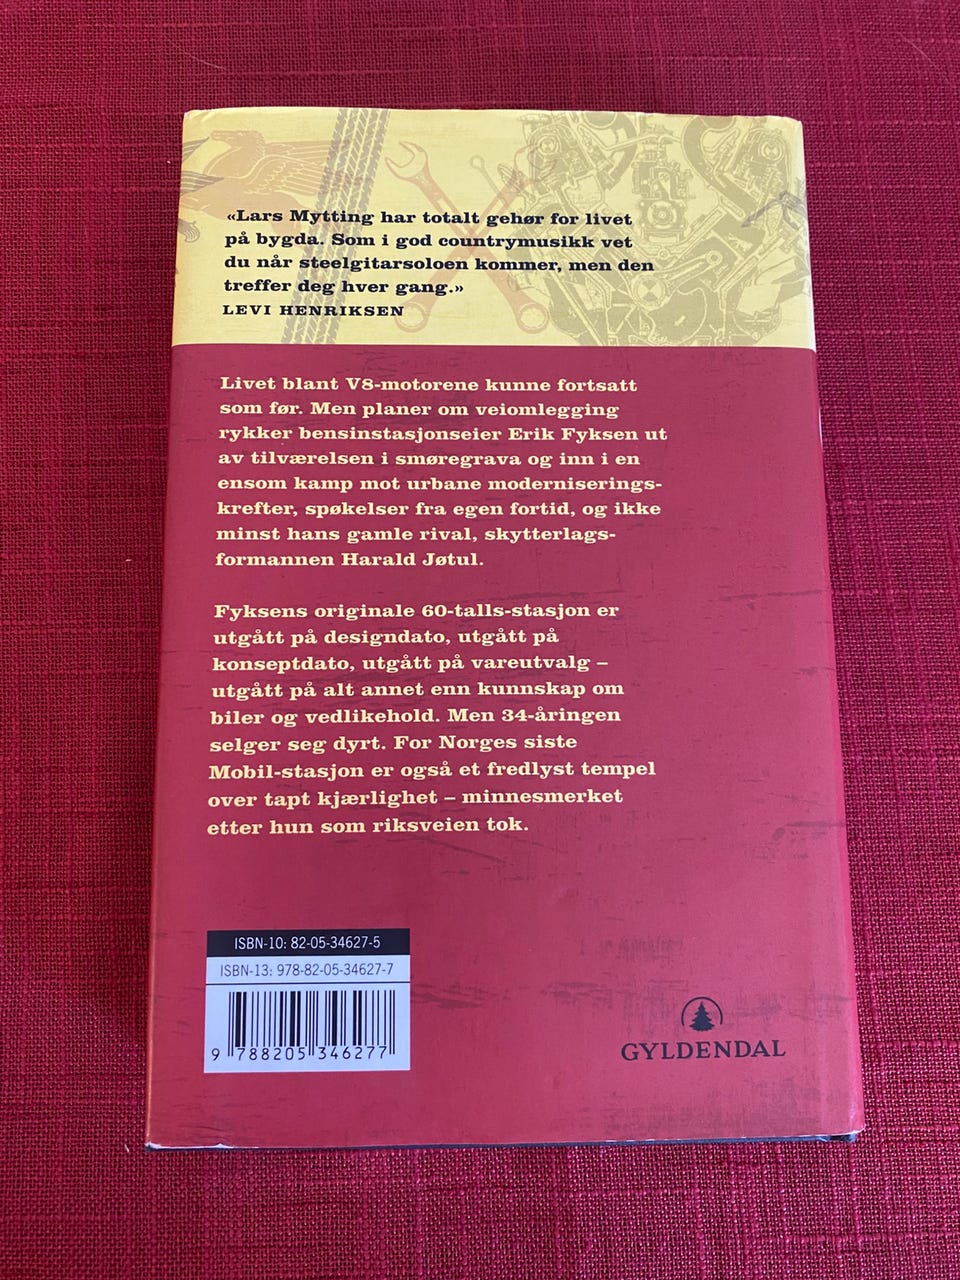 «Lars Mytting har totalt gehør for livet
på bygda. Som i god countrymusikk vet
du når steelgitarsoloen kommer, men den
treffer deg hver gang.»
LEVI HENRIKSEN
Livet blant V8-motorene kunne fortsatt
som før. Men planer om veiomlegging
rykker bensinstasjonseier Erik Fyksen ut
av tilværelsen i smøregrava og inn i en
ensom kamp mot urbane moderniserings-
krefter, spøkelser fra egen fortid, og ikke
minst hans gamle rival, skytterlags-
formannen Harald Jøtul.
Fyksens originale 60-talls-stasjon er
utgått på designdato, utgått på
konseptdato, utgått på vareutvalg –
utgått på alt annet enn kunnskap om
biler og vedlikehold. Men 34-åringen
selger seg dyrt. For Norges siste
Mobil-stasjon er også et fredlyst tempel
over tapt kjærlighet – minnesmerket
etter hun som riksveien tok.
ISBN-10: 82-05-34627-5
ISBN-13: 978-82-05-34627-7
9 788205 346277
GYLDENDAL